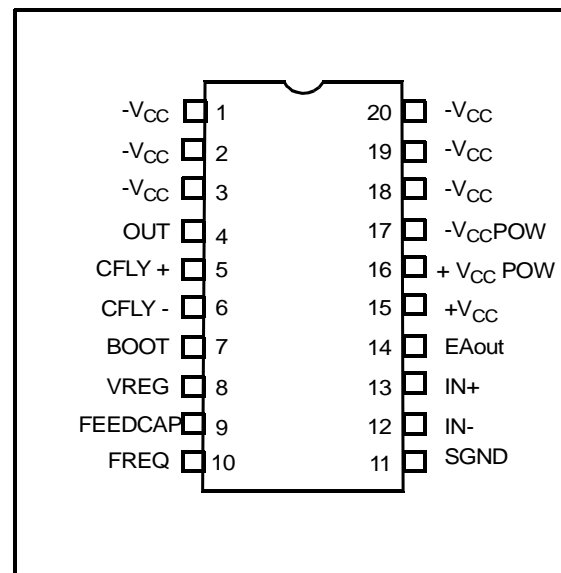 -VCC 1 20 -VCC
-VCC 2 19 -VCC
-VCC 3 18 -VCC
OUT 4 17 -VCCPOW
CFLY + 5 16 + VCC POW
CFLY - 6 15 +VCC
BOOT 7 14 EAout
VREG 8 13 IN+
FEEDCAP 9 12 IN-
FREQ 10 11 SGND